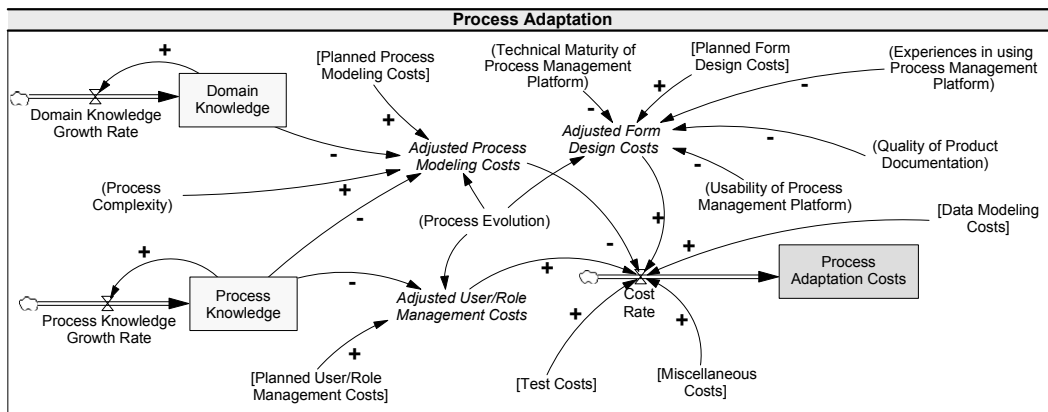 Process Adaptation
[Planned Process
Modeling Costs]
(Technical Maturity of
Process Management
Platform)
[Planned Form
Design Costs]
(Experiences in using
Process Management
Platform)
+
+
-
+
-
Domain
Knowledge
Domain Knowledge
Growth Rate
Adjusted Process
Modeling Costs
Adjusted Form
Design Costs
-
-
(Quality of Product
Documentation)
(Process
Complexity)
+
-
-
(Usability of Process
Management Platform)
(Process Evolution)
+
-
+
[Data Modeling
Costs]
+
Process
Knowledge
Process Knowledge
Growth Rate
-
+
Adjusted User/Role
Management Costs
Cost
Rate
Process
Adaptation Costs
+
+
+
[Planned User/Role
Management Costs]
[Test Costs]
[Miscellaneous
Costs]